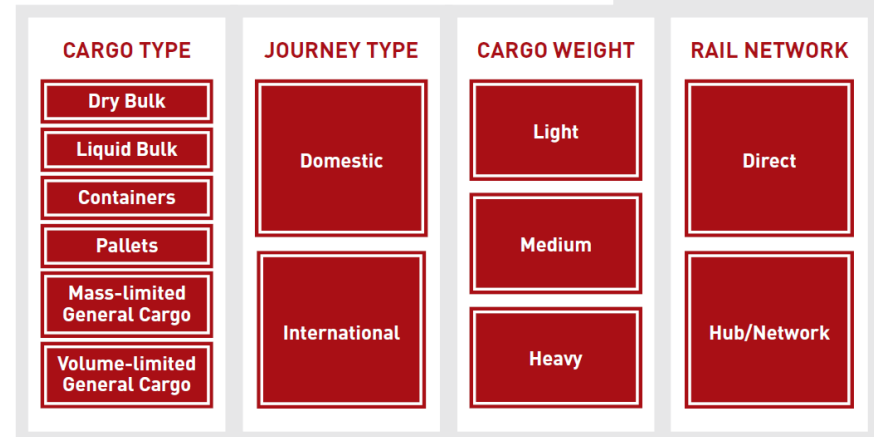 CARGO TYPE
Dry Bulk
Liquid Bulk
Containers
Pallets
Mass-limited
General Cargo
Volume-limited
General Cargo
JOURNEY TYPE
Domestic
International
CARGO WEIGHT
Light
Medium
Heavy
RAIL NETWORK
Direct
Hub/Network